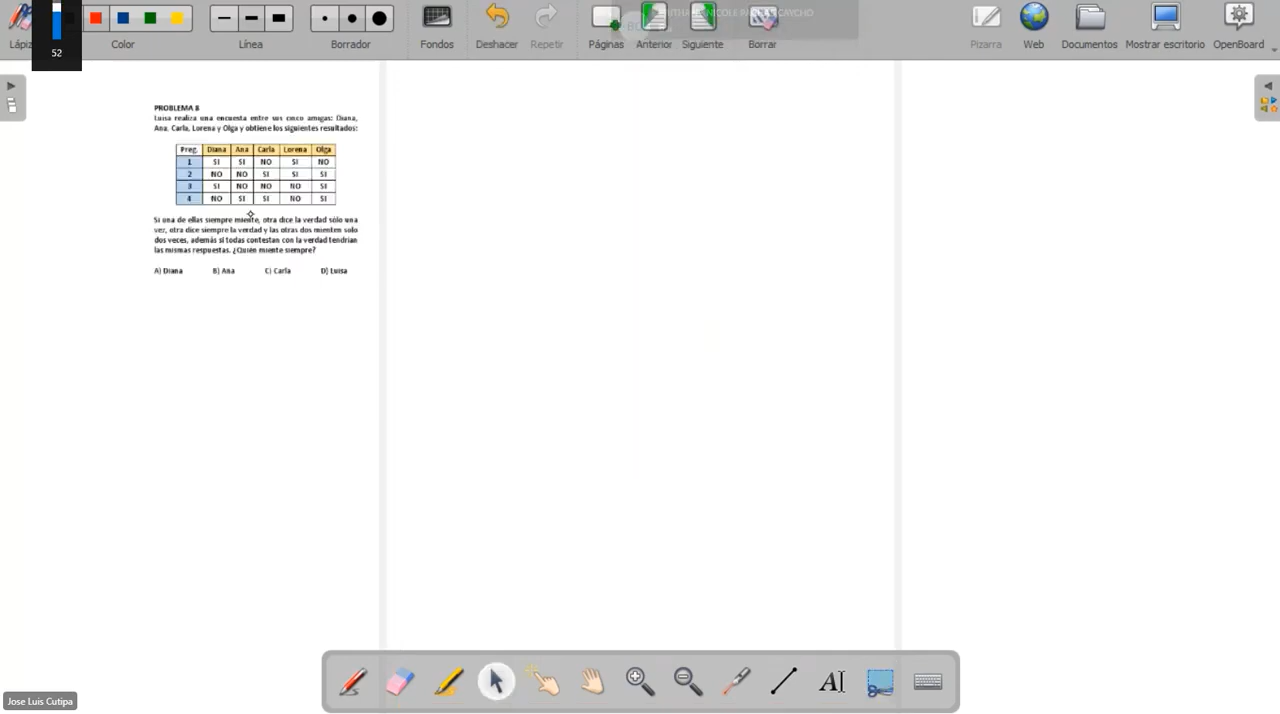 52
Lápiz
Color
Línea
Borrador
Fondos
Deshacer
Repetir
Páginas
Anterior
Siguiente
Borrar
Pizarra
Web
Documentos
Mostrar escritorio
OpenBoard
PROBLEMA 8
Luisa realiza una encuesta entre sus cinco amigas: Diana,
Ana, Carla, Lorena y Olga y obtiene los siguientes resultados:
Preg. Diana Ana Carla Lorena Olga
1 SI SI NO SI NO
2 NO NO SI SI SI
3 SI NO NO NO SI
4 NO SI SI NO SI
Si una de ellas siempre miente, otra dice la verdad sólo una
vez, otra dice siempre la verdad y las otras dos mienten solo
dos veces, además si todas contestan con la verdad tendrían
las mismas respuestas. ¿Quién miente siempre?
A) Diana B) Ana C) Carla D) Luisa
Jose Luis Cutipa